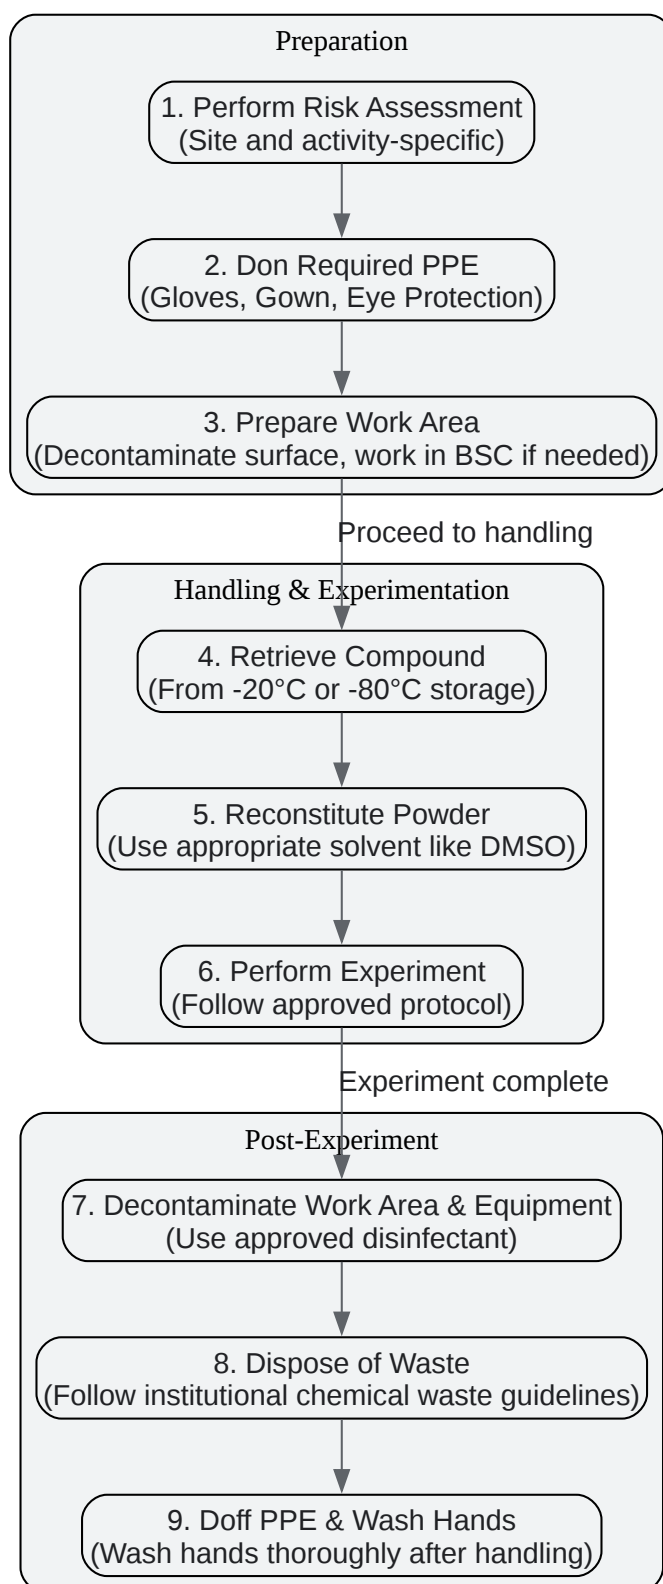 Preparation
1. Perform Risk Assessment
(Site and activity-specific)
2. Don Required PPE
(Gloves, Gown, Eye Protection)
3. Prepare Work Area
(Decontaminate surface, work in BSC if needed)
Proceed to handling
Handling & Experimentation
4. Retrieve Compound
(From -20°C or -80°C storage)
5. Reconstitute Powder
(Use appropriate solvent like DMSO)
6. Perform Experiment
(Follow approved protocol)
Experiment complete
Post-Experiment
7. Decontaminate Work Area & Equipment
(Use approved disinfectant)
8. Dispose of Waste
(Follow institutional chemical waste guidelines)
9. Doff PPE & Wash Hands
(Wash hands thoroughly after handling)